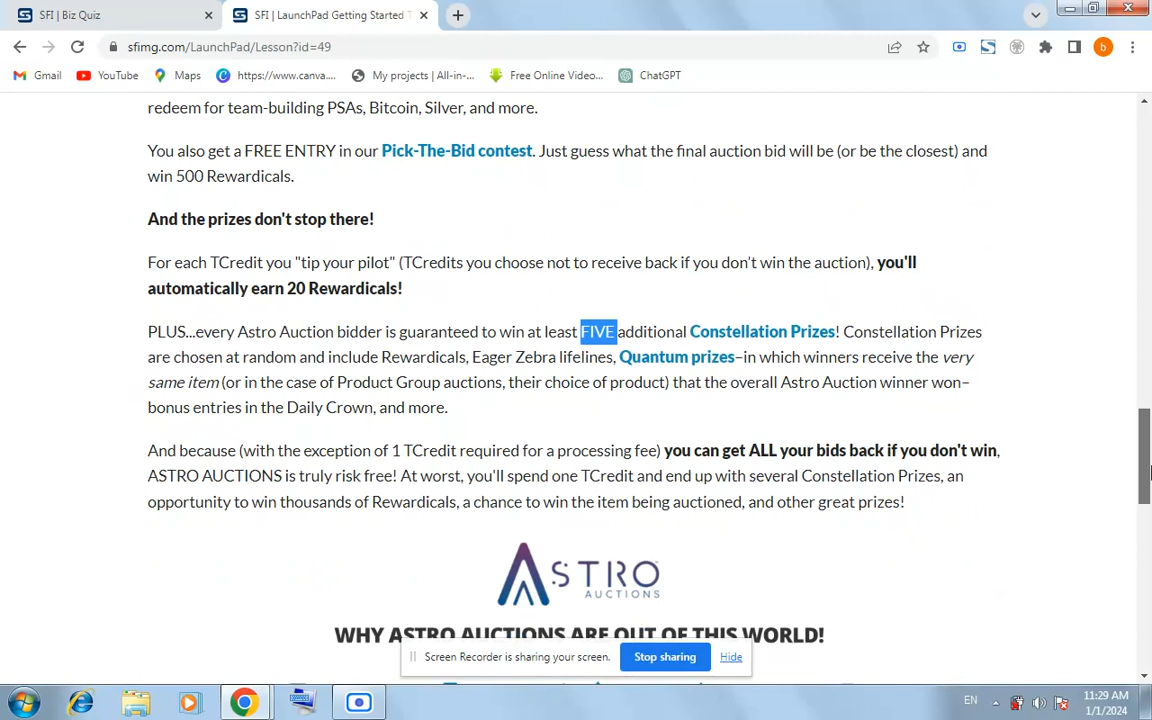 SFI | Biz Quiz
SFI | LaunchPad Getting Started T
sfimg.com/LaunchPad/Lesson?id=49
b
Gmail
YouTube
Maps
https://www.canva....
My projects | All-in-...
Free Online Video...
ChatGPT
redeem for team-building PSAs, Bitcoin, Silver, and more.
You also get a FREE ENTRY in our Pick-The-Bid contest. Just guess what the final auction bid will be (or be the closest) and
win 500 Rewardicals.
And the prizes don't stop there!
For each TCredit you "tip your pilot" (TCredits you choose not to receive back if you don't win the auction), you'll
automatically earn 20 Rewardicals!
PLUS...every Astro Auction bidder is guaranteed to win at least FIVE additional Constellation Prizes! Constellation Prizes
are chosen at random and include Rewardicals, Eager Zebra lifelines, Quantum prizes–in which winners receive the very
same item (or in the case of Product Group auctions, their choice of product) that the overall Astro Auction winner won–
bonus entries in the Daily Crown, and more.
And because (with the exception of 1 TCredit required for a processing fee) you can get ALL your bids back if you don't win,
ASTRO AUCTIONS is truly risk free! At worst, you'll spend one TCredit and end up with several Constellation Prizes, an
opportunity to win thousands of Rewardicals, a chance to win the item being auctioned, and other great prizes!
ASTRO
AUCTIONS
WHY ASTRO AUCTIONS ARE OUT OF THIS WORLD!
Screen Recorder is sharing your screen.
Stop sharing
Hide
EN
11:29 AM
1/1/2024